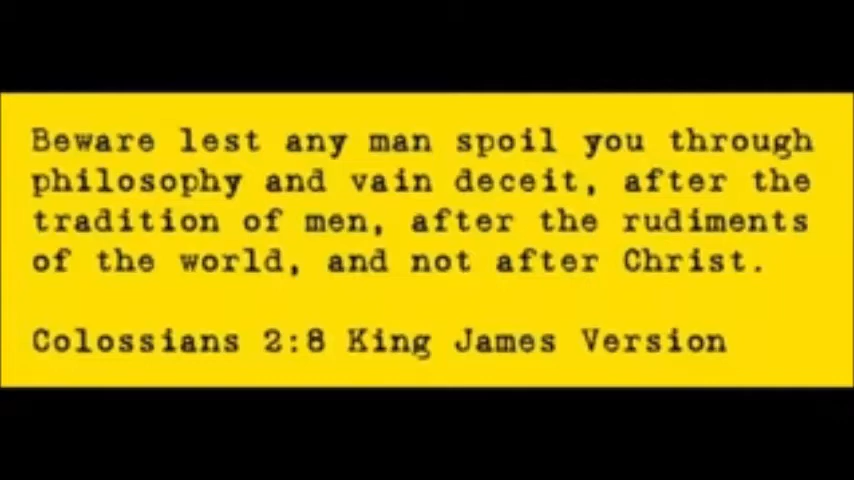 Beware lest any man spoil you through
philosophy and vain deceit, after the
tradition of men, after the rudiments
of the world, and not after Christ.
Colossians 2:8 King James Version